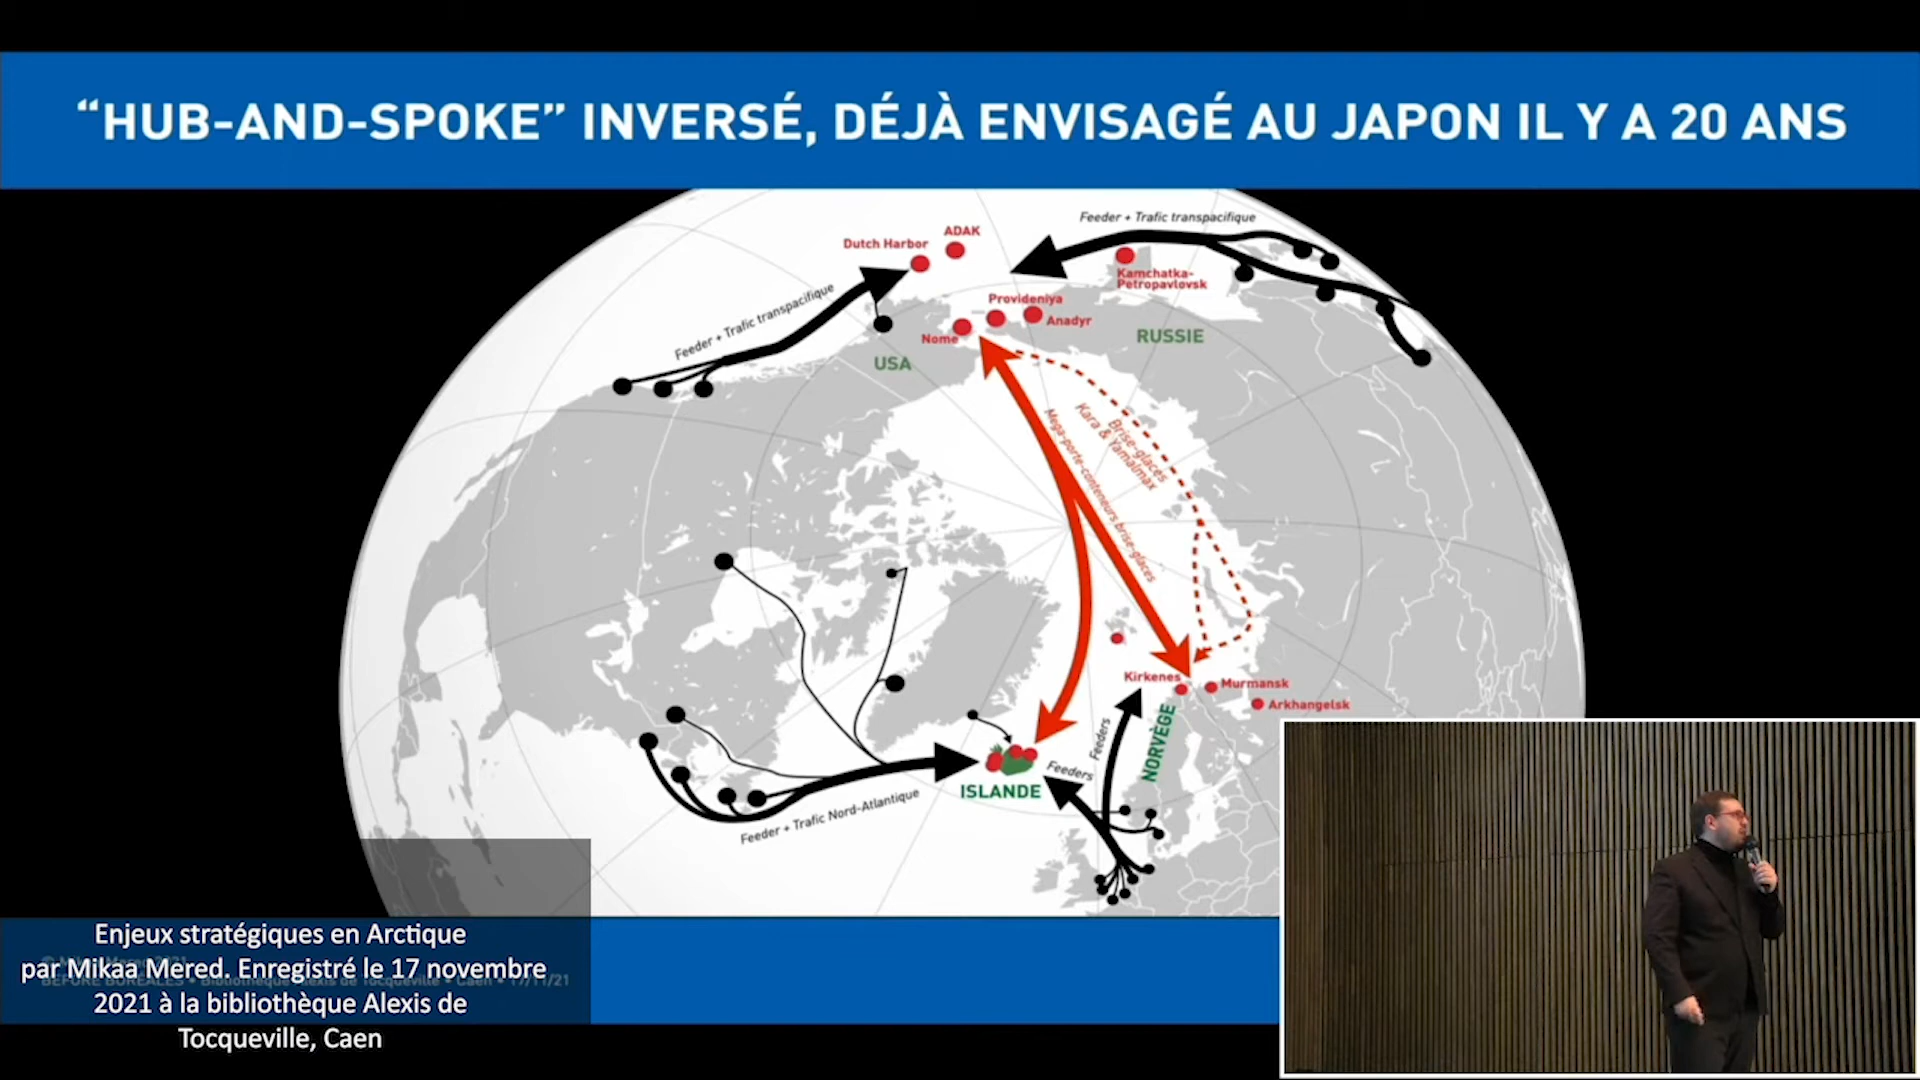 “HUB-AND-SPOKE” INVERSÉ, DÉJÀ ENVISAGÉ AU JAPON IL Y A 20 ANS
Feeder + Trafic transpacifique
ADAK
Dutch Harbor
Kamchatka-
Petropavlovsk
Feeder + Trafic transpacifique
Provideniya
Anadyr
Nome
RUSSIE
USA
Brise-glaces
Kara & Yamalmax
Mega-porte-conteneurs brise-glaces
Kirkenes
Murmansk
Arkhangelsk
NORVÈGE
Feeders
Feeders
ISLANDE
Feeder + Trafic Nord-Atlantique
Enjeux stratégiques en Arctique
par Mikaa Mered. Enregistré le 17 novembre
2021 à la bibliothèque Alexis de
Tocqueville, Caen